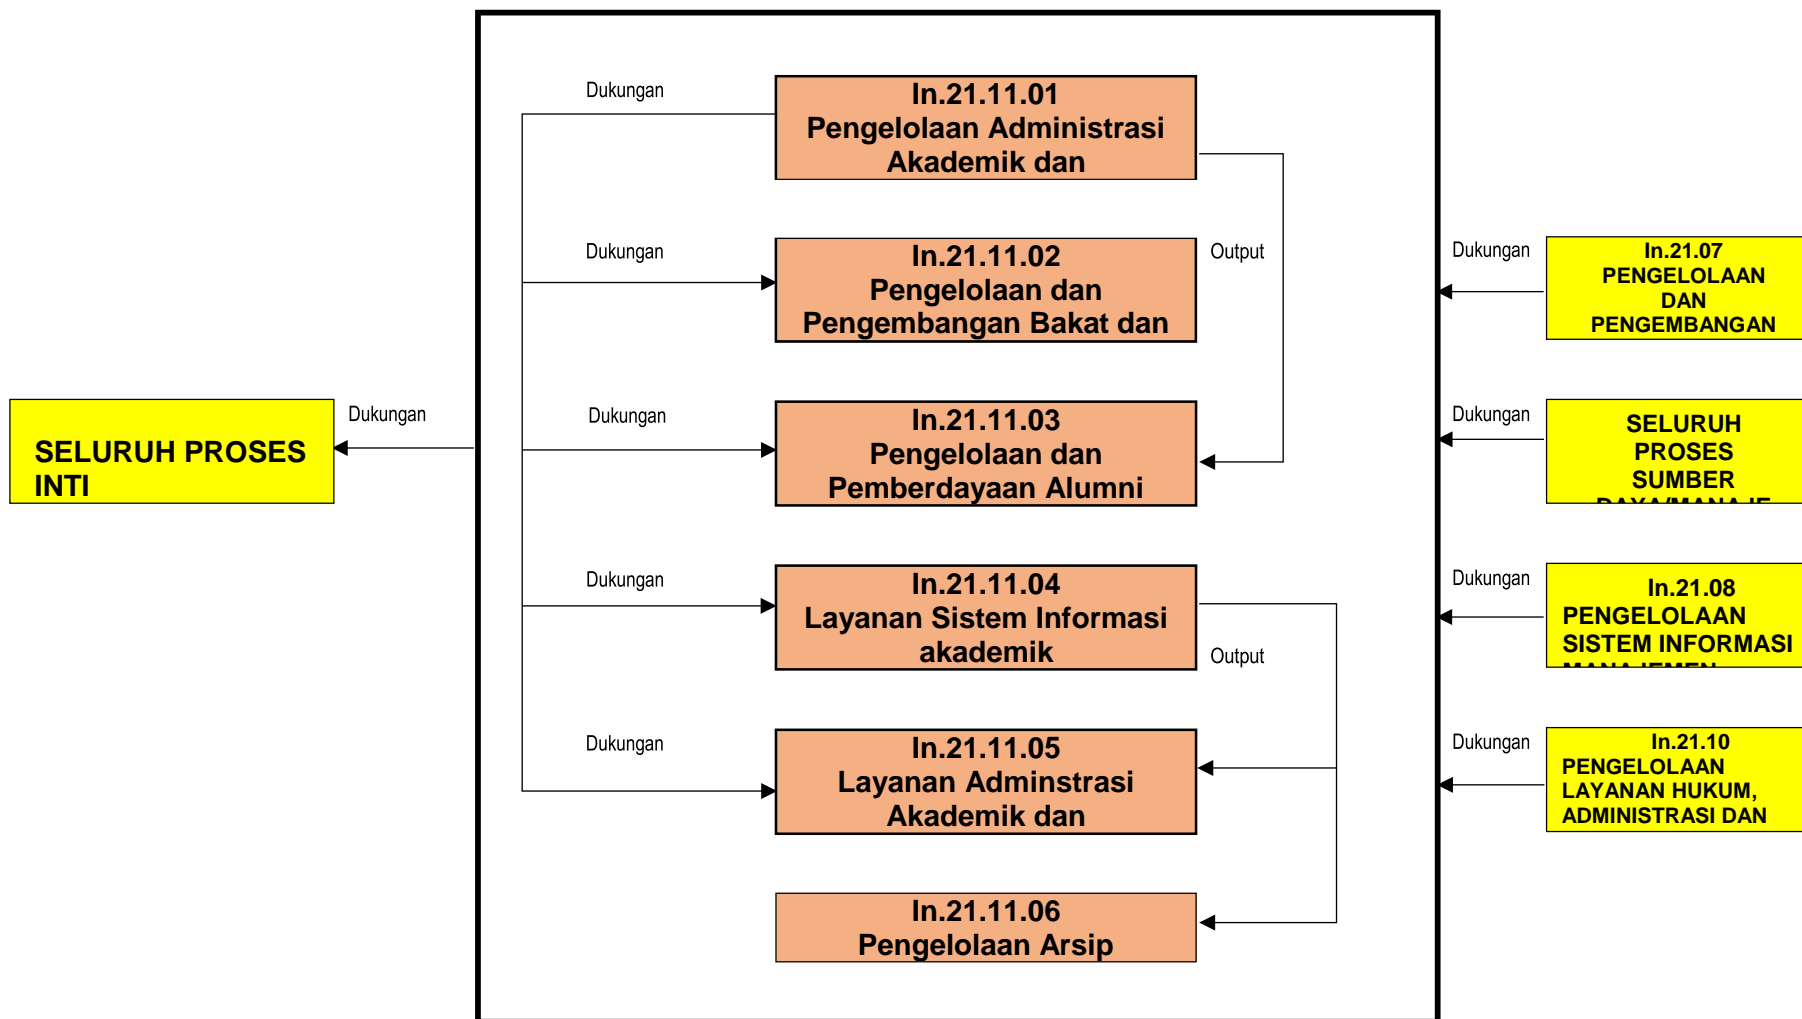 Dukungan
In.21.11.01
Pengelolaan Administrasi
Akademik dan
Dukungan
In.21.11.02
Pengelolaan dan
Pengembangan Bakat dan
Output
Dukungan
In.21.07
PENGELOLAAN
DAN
PENGEMBANGAN
SELURUH PROSES
INTI
Dukungan
Dukungan
In.21.11.03
Pengelolaan dan
Pemberdayaan Alumni
Dukungan
SELURUH
PROSES
SUMBER
Dukungan
In.21.11.04
Layanan Sistem Informasi
akademik
Output
Dukungan
In.21.08
PENGELOLAAN
SISTEM INFORMASI
MANAJEMEN
Dukungan
In.21.11.05
Layanan Adminstrasi
Akademik dan
Dukungan
In.21.10
PENGELOLAAN
LAYANAN HUKUM,
ADMINISTRASI DAN
In.21.11.06
Pengelolaan Arsip